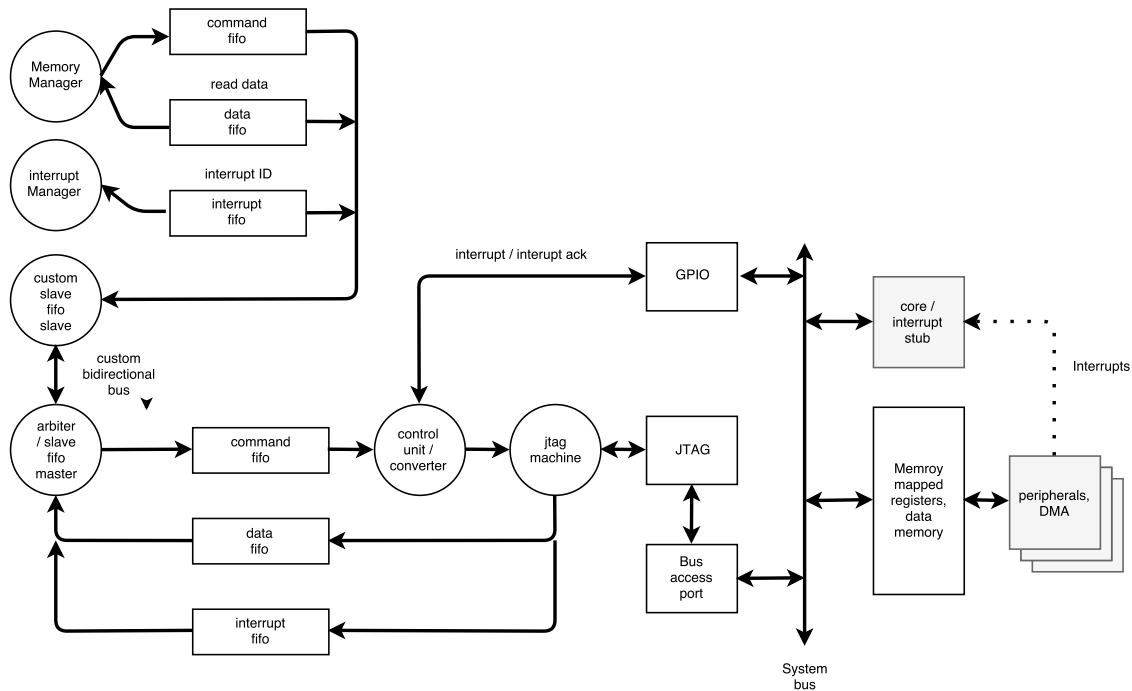 command
fifo
Memory
Manager
read data
data
fifo
interrupt ID
interrupt
Manager
interrupt
fifo
custom
slave
fifo
slave
interrupt / interupt ack
GPIO
core /
interrupt
stub
custom
bidirectional
bus
Interrupts
arbiter
/ slave
fifo
master
command
fifo
control
unit /
converter
jtag
machine
JTAG
Memroy
mapped
registers,
data
memory
peripherals,
DMA
data
fifo
Bus
access
port
interrupt
fifo
System
bus